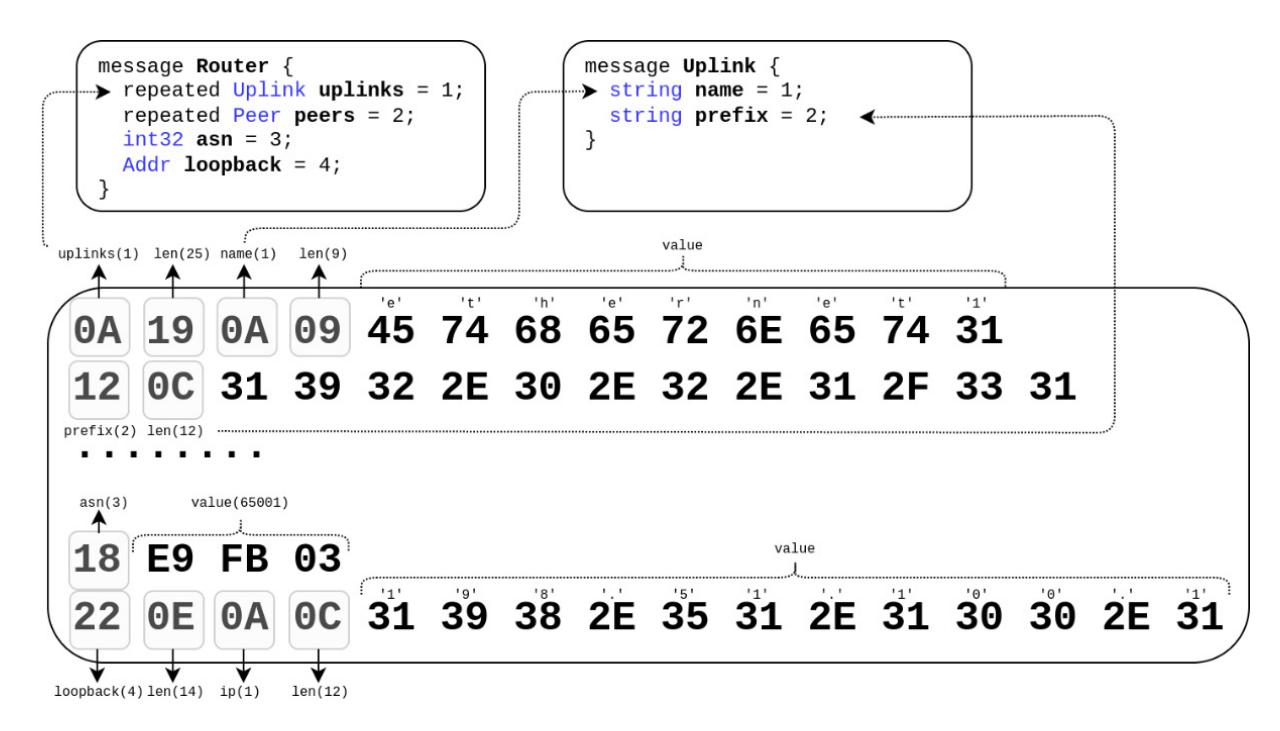 message Router {
repeated Uplink uplinks = 1;
repeated Peer peers = 2;
int32 asn = 3;
Addr loopback = 4;
}
message Uplink {
string name = 1;
string prefix = 2;
}
uplinks(1) len(25) name(1) len(9) value
'e' 't' 'h' 'e' 'r' 'n' 'e' 't' '1'
0A 19 0A 09 45 74 68 65 72 6E 65 74 31
12 0C 31 39 32 2E 30 2E 32 2E 31 2F 33 31
prefix(2) len(12)
........
asn(3) value(65001)
18 E9 FB 03
value
'1' '9' '8' '.' '5' '1' '.' '1' '0' '0' '.' '1'
22 0E 0A 0C 31 39 38 2E 35 31 2E 31 30 30 2E 31
loopback(4) len(14) ip(1) len(12)